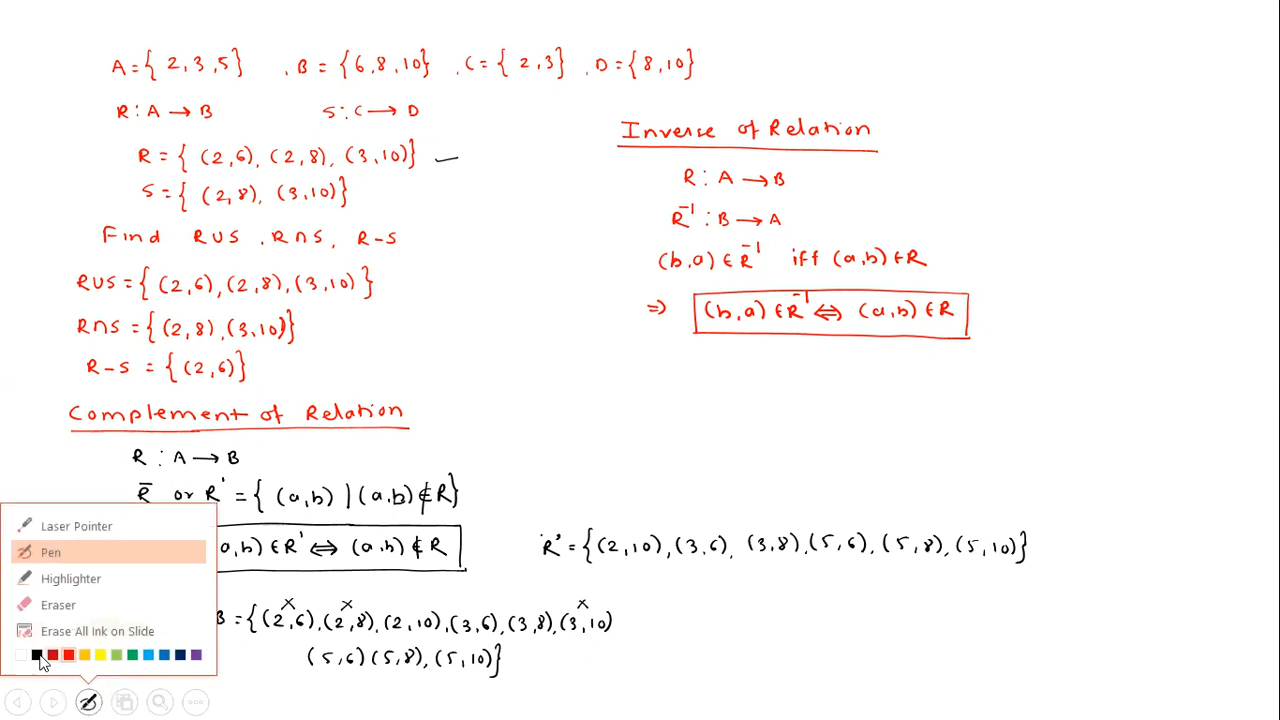 A = { 2, 3, 5} , B = {6, 8, 10} , C = { 2, 3} , D = {8, 10}
R : A → B S : C → D
R = { (2, 6), (2, 8), (3, 10)}
S = { (2, 8), (3, 10)}
Find R∪S , R∩S, R-S
R∪S = { (2, 6), (2, 8), (3, 10) }
R∩S = {(2, 8), (3, 10)}
R-S = {(2, 6)}
Complement of Relation
R : A → B
R̅ or R' = { (a, b) | (a, b) ∉ R}
a, b) ∈ R' ⇔ (a, b) ∉ R
B = {(2, 6), (2, 8), (2, 10), (3, 6), (3, 8), (3, 10)
(5, 6) (5, 8), (5, 10)}
Inverse of Relation
R : A → B
R⁻¹ : B → A
(b, a) ∈ R⁻¹ iff (a, b) ∈ R
⇒ (b, a) ∈ R⁻¹ ⇔ (a, b) ∈ R
R' = {(2, 10), (3, 6), (3, 8), (5, 6), (5, 8), (5, 10)}
Laser Pointer
Pen
Highlighter
Eraser
Erase All Ink on Slide